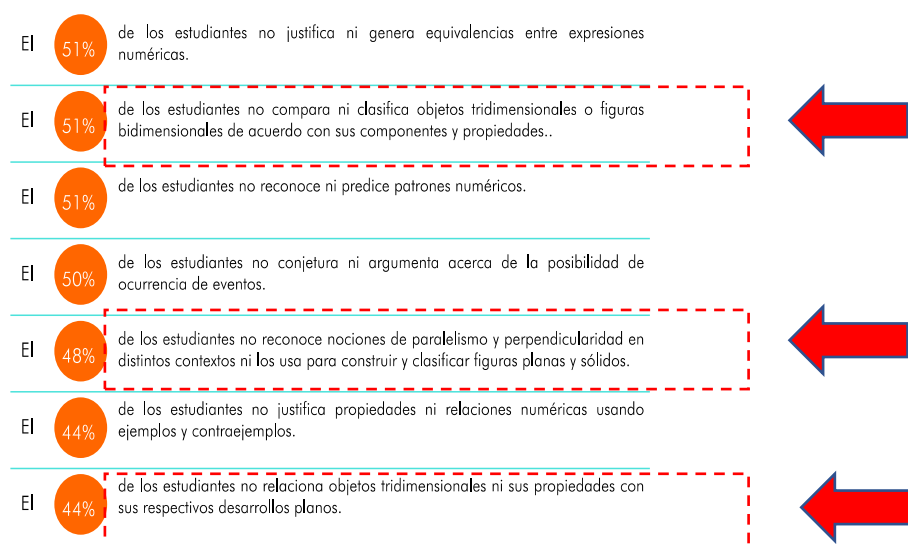 El 51% de los estudiantes no justifica ni genera equivalencias entre expresiones
numéricas.
El 51% de los estudiantes no compara ni clasifica objetos tridimensionales o figuras
bidimensionales de acuerdo con sus componentes y propiedades..
El 51% de los estudiantes no reconoce ni predice patrones numéricos.
El 50% de los estudiantes no conjetura ni argumenta acerca de la posibilidad de
ocurrencia de eventos.
El 48% de los estudiantes no reconoce nociones de paralelismo y perpendicularidad en
distintos contextos ni los usa para construir y clasificar figuras planas y sólidos.
El 44% de los estudiantes no justifica propiedades ni relaciones numéricas usando
ejemplos y contraejemplos.
El 44% de los estudiantes no relaciona objetos tridimensionales ni sus propiedades con
sus respectivos desarrollos planos.